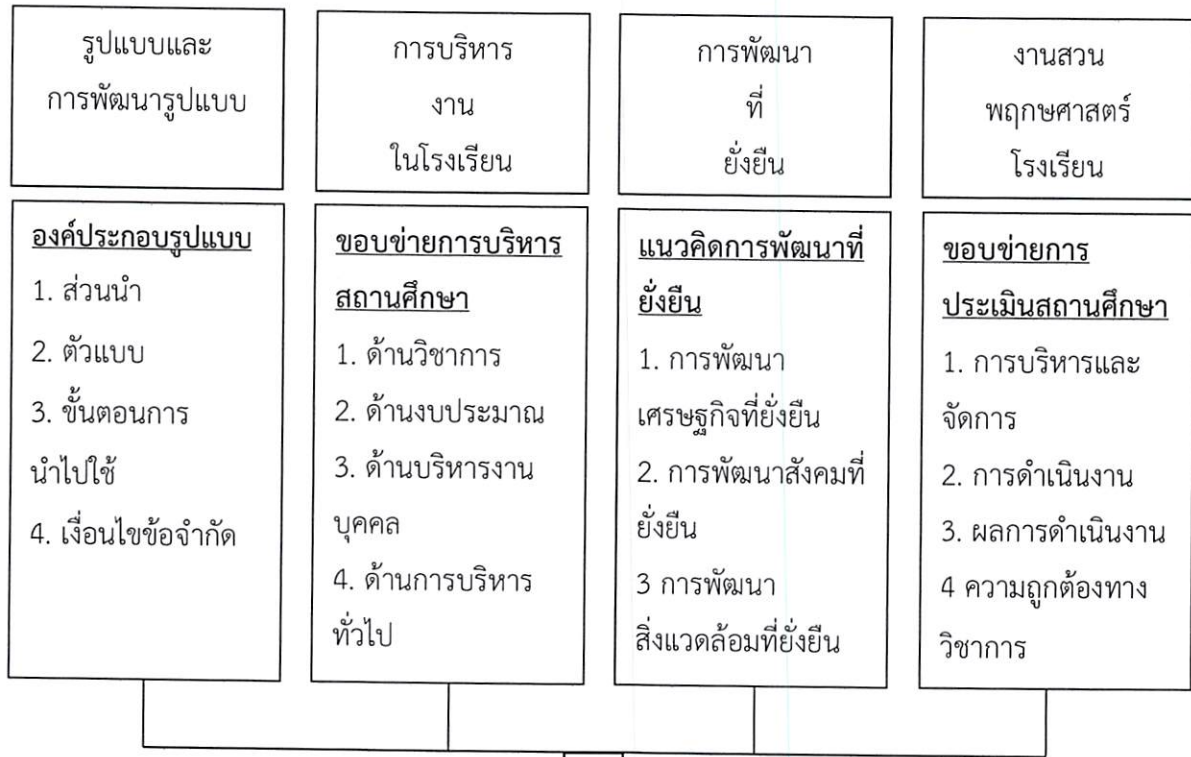 รูปแบบและ
การพัฒนารูปแบบ
การบริหาร
งาน
ในโรงเรียน
การพัฒนา
ที่
ยั่งยืน
งานสวน
พฤกษศาสตร์
โรงเรียน
องค์ประกอบรูปแบบ
1. ส่วนนำ
2. ตัวแบบ
3. ขั้นตอนการ
นำไปใช้
4. เงื่อนไขข้อจำกัด
ขอบข่ายการบริหาร
สถานศึกษา
1. ด้านวิชาการ
2. ด้านงบประมาณ
3. ด้านบริหารงาน
บุคคล
4. ด้านการบริหาร
ทั่วไป
แนวคิดการพัฒนาที่
ยั่งยืน
1. การพัฒนา
เศรษฐกิจที่ยั่งยืน
2. การพัฒนาสังคมที่
ยั่งยืน
3 การพัฒนา
สิ่งแวดล้อมที่ยั่งยืน
ขอบข่ายการ
ประเมินสถานศึกษา
1. การบริหารและ
จัดการ
2. การดำเนินงาน
3. ผลการดำเนินงาน
4 ความถูกต้องทาง
วิชาการ